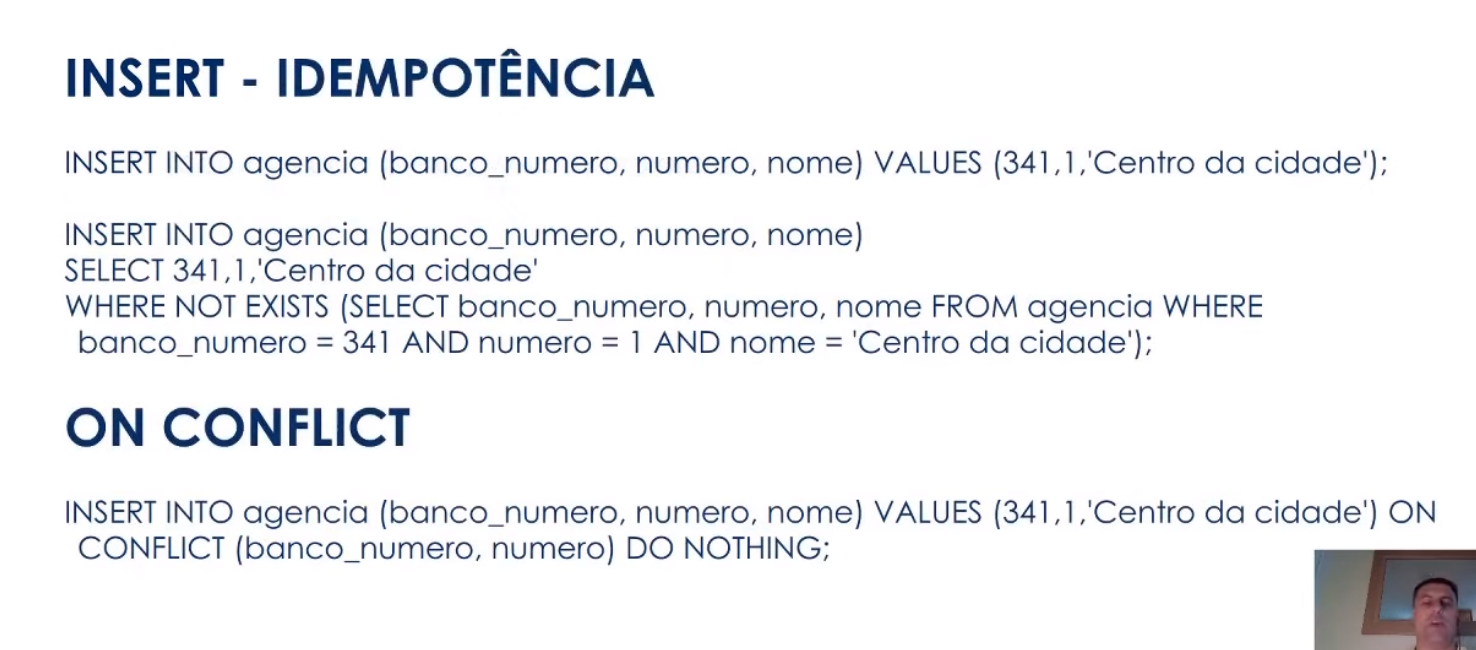 INSERT - IDEMPOTÊNCIA
INSERT INTO agencia (banco_numero, numero, nome) VALUES (341,1,'Centro da cidade');
INSERT INTO agencia (banco_numero, numero, nome)
SELECT 341,1,'Centro da cidade'
WHERE NOT EXISTS (SELECT banco_numero, numero, nome FROM agencia WHERE
banco_numero = 341 AND numero = 1 AND nome = 'Centro da cidade');
ON CONFLICT
INSERT INTO agencia (banco_numero, numero, nome) VALUES (341,1,'Centro da cidade') ON
CONFLICT (banco_numero, numero) DO NOTHING;